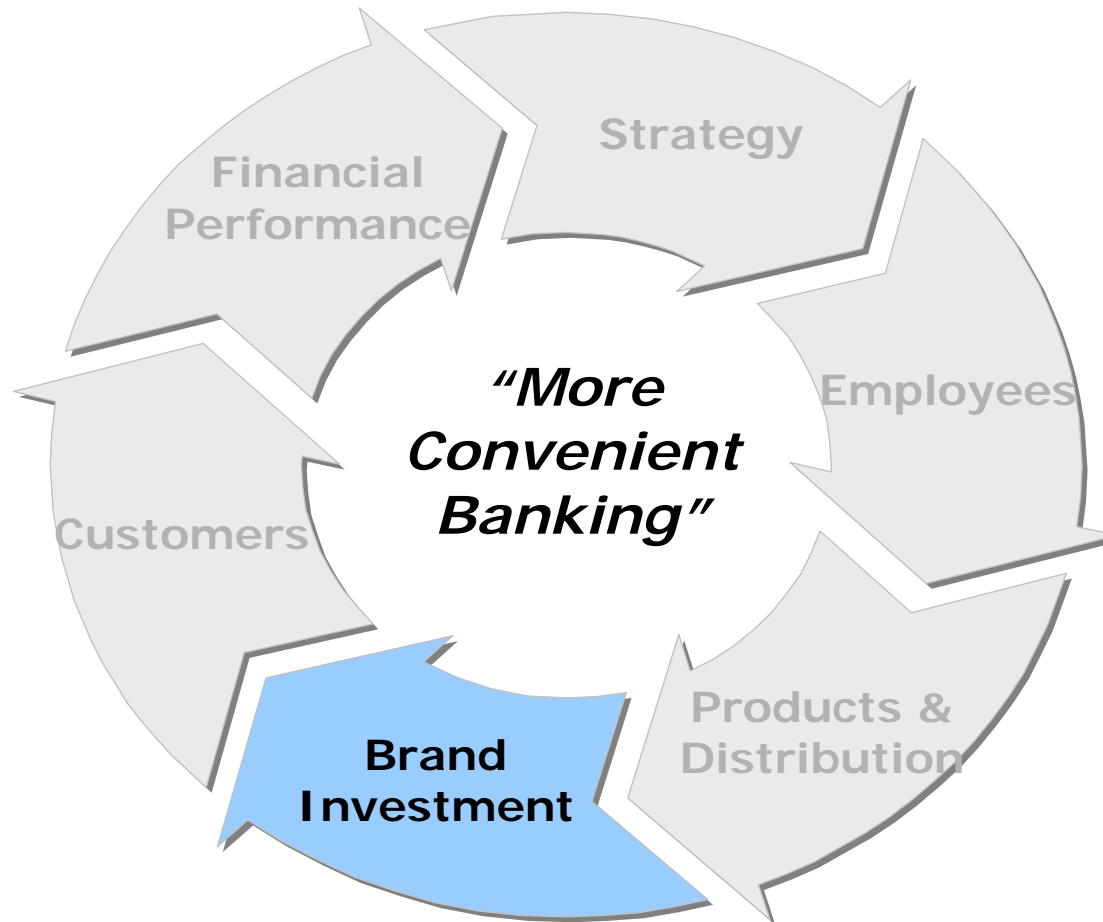 Strategy
Financial
Performance
Employees
“More
Convenient
Banking”
Customers
Products &
Distribution
Brand
Investment